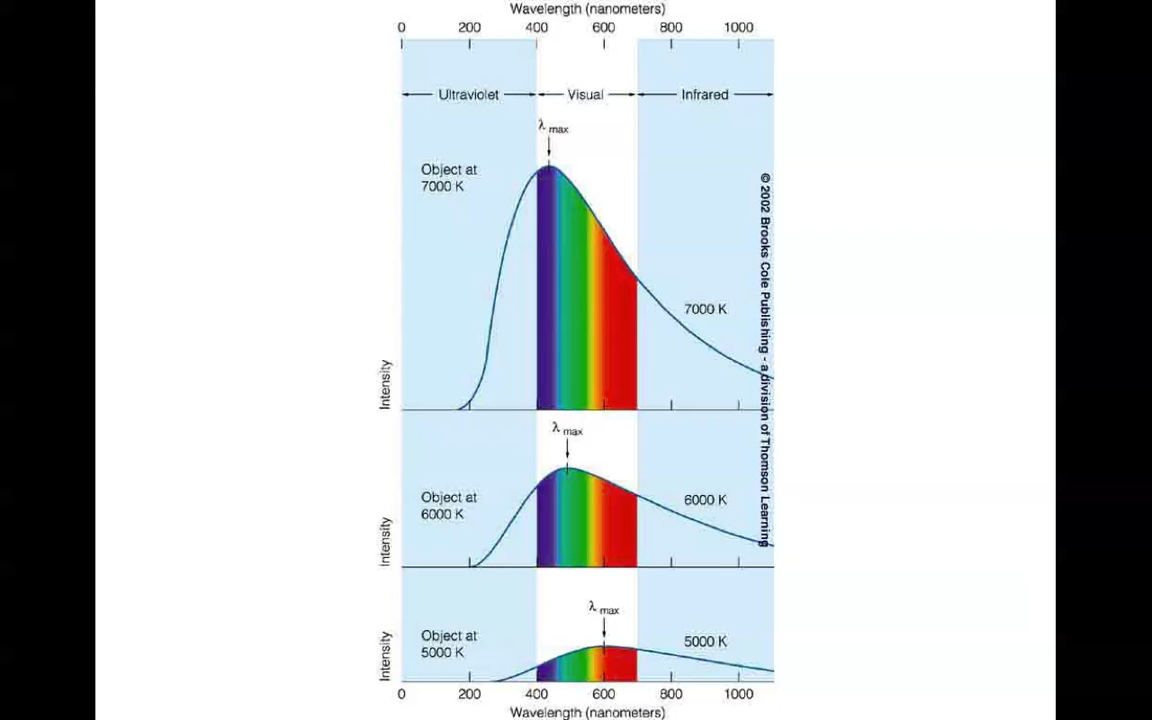 Wavelength (nanometers)
0 200 400 600 800 1000
Ultraviolet Visual Infrared
λ max
Object at
7000 K
7000 K
Intensity
λ max
Object at
6000 K
6000 K
Intensity
λ max
Object at
5000 K
5000 K
Intensity
0 200 400 600 800 1000
Wavelength (nanometers)
© 2002 Brooks Cole Publishing - a division of Thomson Learning